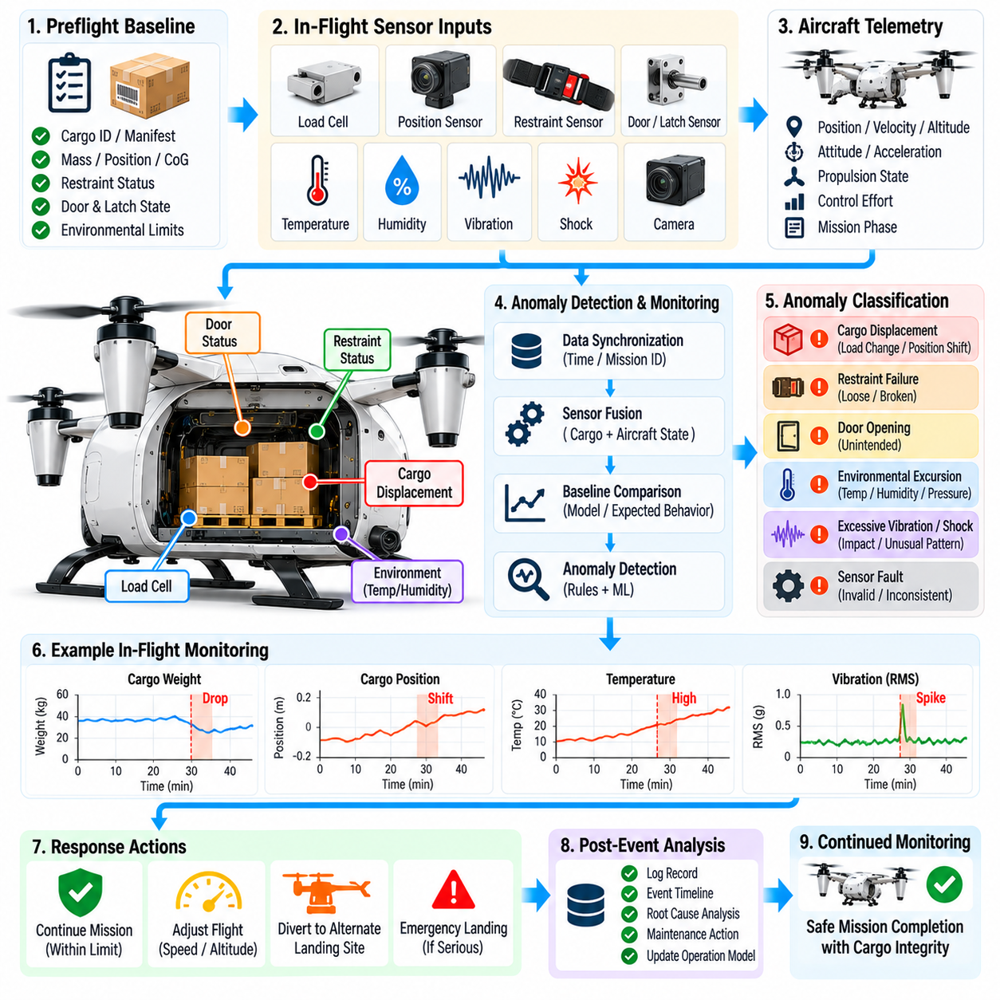 1. Preflight Baseline
Cargo ID / Manifest
Mass / Position / CoG
Restraint Status
Door & Latch State
Environmental Limits
2. In-Flight Sensor Inputs
Load Cell
Position Sensor
Restraint Sensor
Door / Latch Sensor
Temperature
%
Humidity
Vibration
Shock
Camera
3. Aircraft Telemetry
Position / Velocity / Altitude
Attitude / Acceleration
Propulsion State
Control Effort
Mission Phase
Door
Status
Restraint
Status
Cargo
Displacement
Load Cell
Environment
(Temp/Humidity)
4. Anomaly Detection & Monitoring
Data Synchronization
(Time / Mission ID)
Sensor Fusion
( Cargo + Aircraft State )
Baseline Comparison
(Model / Expected Behavior)
Anomaly Detection
(Rules + ML)
5. Anomaly Classification
Cargo Displacement
(Load Change / Position Shift)
Restraint Failure
(Loose / Broken)
Door Opening
(Unintended)
Environmental Excursion
(Temp / Humidity / Pressure)
Excessive Vibration / Shock
(Impact / Unusual Pattern)
Sensor Fault
(Invalid / Inconsistent)
6. Example In-Flight Monitoring
Cargo Weight
Weight (kg)
60
40
20
0
Drop
0 10 20 30 40
Time (min)
Cargo Position
Position (m)
0.2
0
-0.2
Shift
0 10 20 30 40
Time (min)
Temperature
Temp (°C)
40
30
20
10
0
High
0 10 20 30 40
Time (min)
Vibration (RMS)
RMS (g)
1.0
0.5
0
Spike
0 10 20 30 40
Time (min)
7. Response Actions
Continue Mission
(Within Limit)
Adjust Flight
(Speed / Altitude)
Divert to Alternate
Landing Site
Emergency Landing
(If Serious)
8. Post-Event Analysis
Log Record
Event Timeline
Root Cause Analysis
Maintenance Action
Update Operation Model
9. Continued Monitoring
Safe Mission Completion
with Cargo Integrity